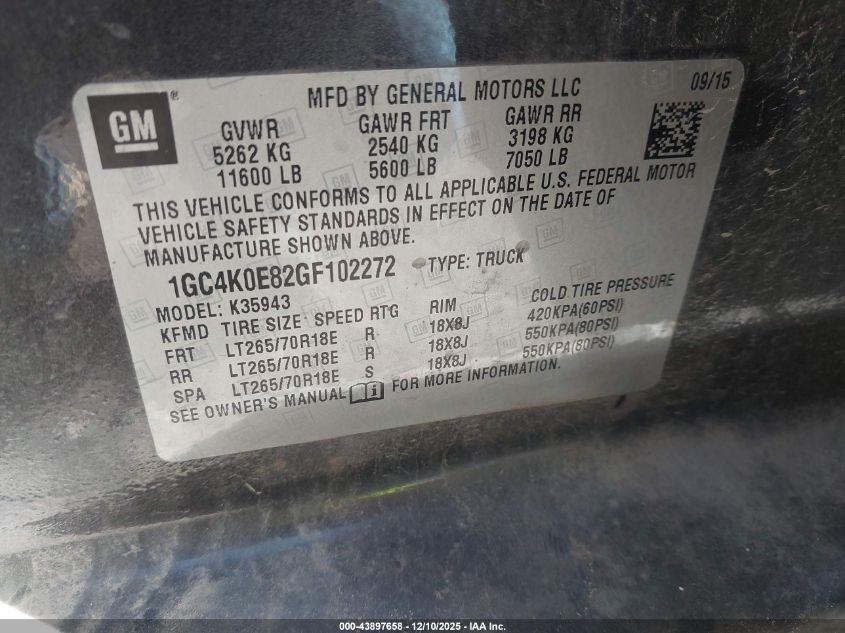 GM ®
MFD BY GENERAL MOTORS LLC 09/15
GVWR GAWR FRT GAWR RR
5262 KG 2540 KG 3198 KG
11600 LB 5600 LB 7050 LB
THIS VEHICLE CONFORMS TO ALL APPLICABLE U.S. FEDERAL MOTOR
VEHICLE SAFETY STANDARDS IN EFFECT ON THE DATE OF
MANUFACTURE SHOWN ABOVE.
1GC4K0E82GF102272 TYPE: TRUCK
MODEL: K35943
KFMD TIRE SIZE SPEED RTG RIM COLD TIRE PRESSURE
FRT LT265/70R18E R 18X8J 420KPA(60PSI)
RR LT265/70R18E R 18X8J 550KPA(80PSI)
SPA LT265/70R18E S 18X8J 550KPA(80PSI)
SEE OWNER'S MANUAL FOR MORE INFORMATION.
000-43897658 - 12/10/2025 - IAA Inc.